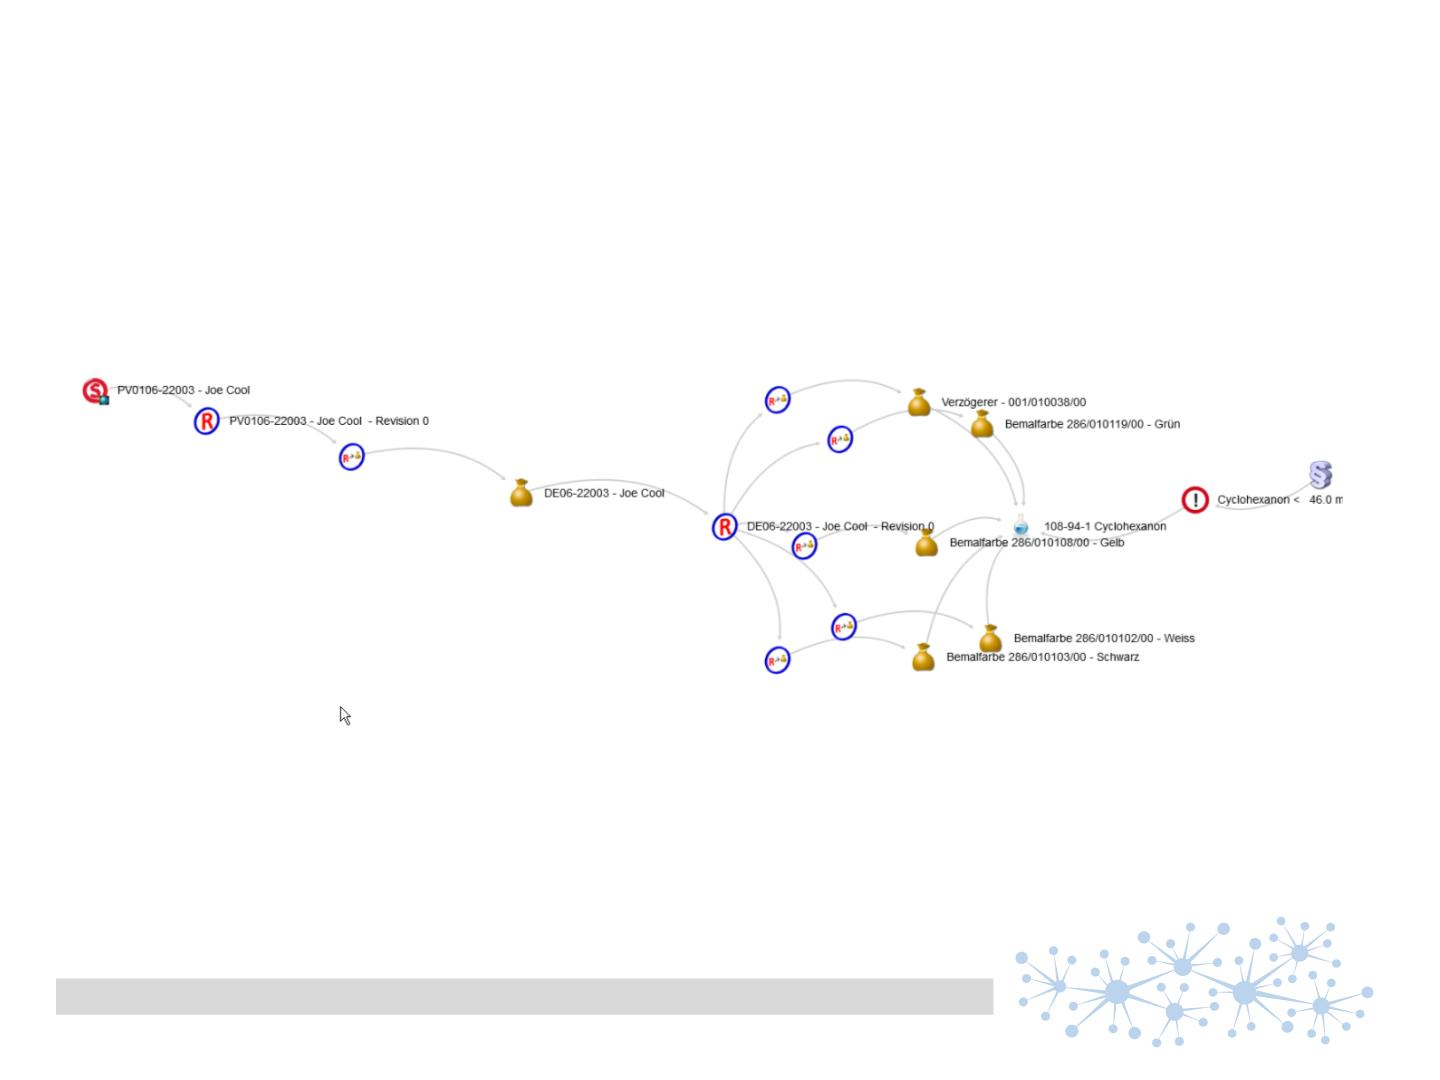 PV0106-22003 - Joe Cool
PV0106-22003 - Joe Cool - Revision 0
DE06-22003 - Joe Cool
DE06-22003 - Joe Cool - Revision 0
Verzögerer - 001/010038/00
Bemalfarbe 286/010119/00 - Grün
Cyclohexanon < 46.0 m
108-94-1 Cyclohexanon
Bemalfarbe 286/010108/00 - Gelb
Bemalfarbe 286/010102/00 - Weiss
Bemalfarbe 286/010103/00 - Schwarz